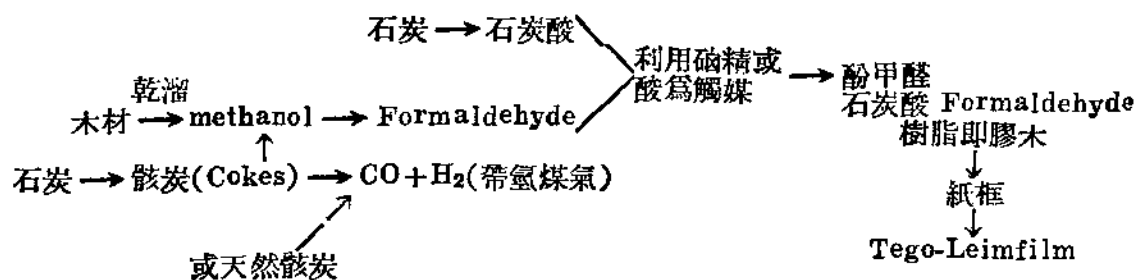 石炭 → 石炭酸
利用硇精或
酸爲觸媒
→ 酚甲醛
石炭酸 Formaldehyde
樹脂即膠木
乾溜
木材 → methanol → Formaldehyde
石炭 → 骸炭(Cokes) → CO+H₂(帶氫煤氣)
紙框
或天然骸炭
Tego-Leimfilm